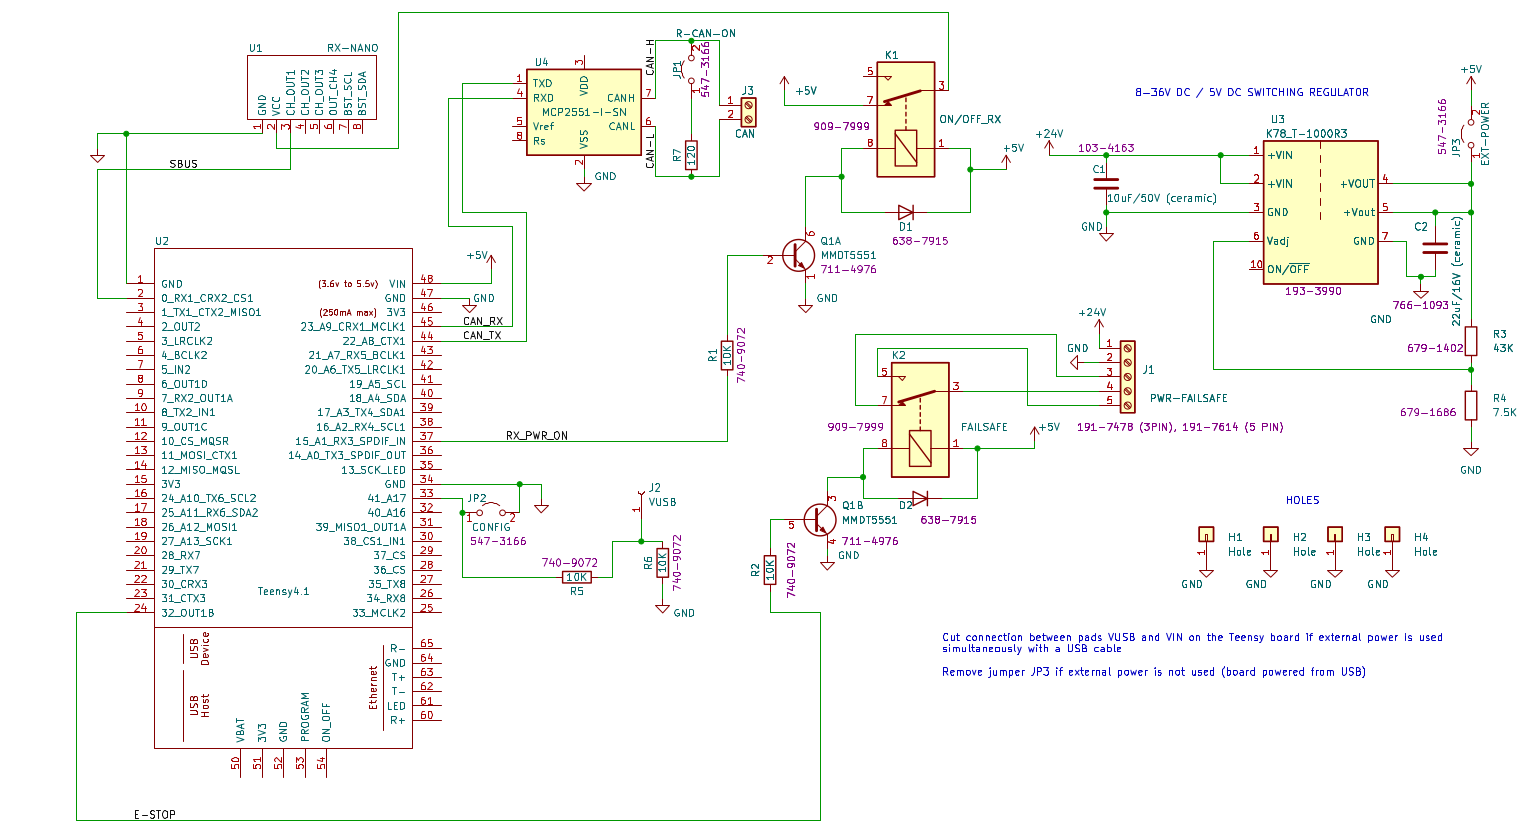 U1
RX-NANO
GND
VCC
CH_OUT1
CH_OUT2
CH_OUT3
OUT_CH4
BST_SCL
BST_SDA
1
2
3
4
5
6
7
8
SBUS
U4
1
TXD
4
RXD
5
Vref
8
Rs
3
VDD
MCP2551-I-SN
VSS
2
CANH
7
CANL
6
GND
CAN-H
CAN-L
R-CAN-ON
JP1
2
1
547-3166
R7
120
J3
1
2
CAN
K1
+5V
5
7
8
3
1
909-7999
ON/OFF_RX
+5V
D1
638-7915
Q1A
MMDT5551
711-4976
6
2
1
GND
8-36V DC / 5V DC SWITCHING REGULATOR
+24V
103-4163
C1
10uF/50V (ceramic)
GND
U3
K78_T-1000R3
1
+VIN
2
+VIN
3
GND
6
Vadj
10
ON/OFF
+VOUT
4
+Vout
5
GND
7
193-3990
+5V
547-3166
JP3
2
1
EXT-POWER
C2
22uF/16V (ceramic)
766-1093
GND
679-1402
R3
43K
679-1686
R4
7.5K
GND
U2
1
GND
2
0_RX1_CRX2_CS1
3
1_TX1_CTX2_MISO1
4
2_OUT2
5
3_LRCLK2
6
4_BCLK2
7
5_IN2
8
6_OUT1D
9
7_RX2_OUT1A
10
8_TX2_IN1
11
9_OUT1C
12
10_CS_MQSR
13
11_MOSI_CTX1
14
12_MISO_MQSL
15
3V3
16
24_A10_TX6_SCL2
17
25_A11_RX6_SDA2
18
26_A12_MOSI1
19
27_A13_SCK1
20
28_RX7
21
29_TX7
22
30_CRX3
23
31_CTX3
24
32_OUT1B
(3.6v to 5.5v)
VIN
48
GND
47
(250mA max)
3V3
46
23_A9_CRX1_MCLK1
45
22_A8_CTX1
44
21_A7_RX5_BCLK1
43
20_A6_TX5_LRCLK1
42
19_A5_SCL
41
18_A4_SDA
40
17_A3_TX4_SDA1
39
16_A2_RX4_SCL1
38
15_A1_RX3_SPDIF_IN
37
14_A0_TX3_SPDIF_OUT
36
13_SCK_LED
35
GND
34
41_A17
33
40_A16
32
39_MISO1_OUT1A
31
38_CS1_IN1
30
37_CS
29
36_CS
28
35_TX8
27
34_RX8
26
33_MCLK2
25
Teensy4.1
USB
Device
USB
Host
Ethernet
R-
65
GND
64
T+
63
T-
62
LED
61
R+
60
VBAT
3V3
GND
PROGRAM
ON_OFF
50
51
52
53
54
+5V
GND
CAN_RX
CAN_TX
RX_PWR_ON
R1
10K
740-9072
JP2
1
2
CONFIG
547-3166
J2
VUSB
1
740-9072
10K
R5
R6
10K
740-9072
E-STOP
K2
5
7
8
3
1
909-7999
FAILSAFE
+5V
D2
638-7915
Q1B
MMDT5551
711-4976
3
5
4
GND
R2
10K
740-9072
+24V
GND
1
2
3
4
5
J1
PWR-FAILSAFE
191-7478 (3PIN), 191-7614 (5 PIN)
HOLES
H1
Hole
1
GND
H2
Hole
1
GND
H3
Hole
1
GND
H4
Hole
1
GND
Cut connection between pads VUSB and VIN on the Teensy board if external power is used
simultaneously with a USB cable
Remove jumper JP3 if external power is not used (board powered from USB)